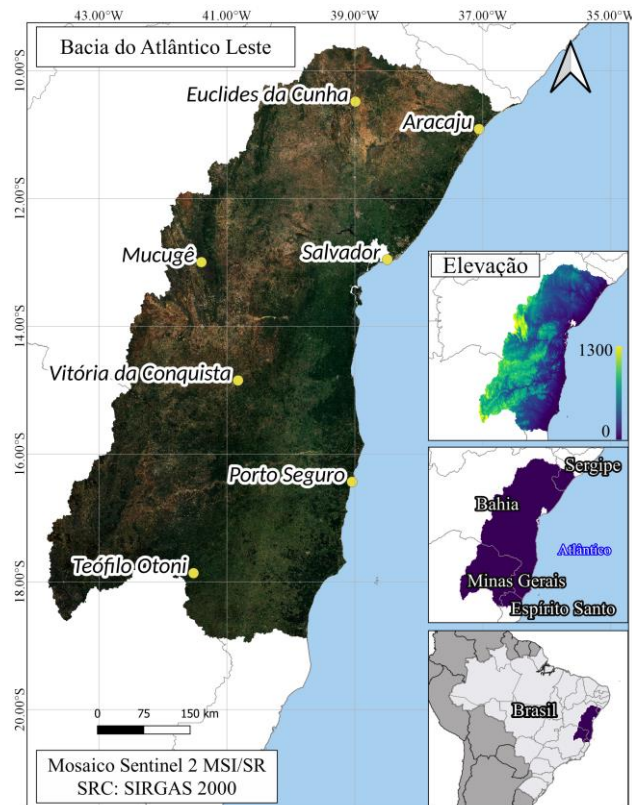 43.00°W
41.00°W
39.00°W
37.00°W
35.00°W
Bacia do Atlântico Leste
10.00°S
Euclides da Cunha
Aracaju
12.00°S
Mucugê
Salvador
Elevação
14.00°S
1300
Vitória da Conquista
0
16.00°S
Porto Seguro
Sergipe
Bahia
Atlântico
Teófilo Otoni
18.00°S
Minas Gerais
Espírito Santo
20.00°S
0 75 150 km
Brasil
Mosaico Sentinel 2 MSI/SR
SRC: SIRGAS 2000